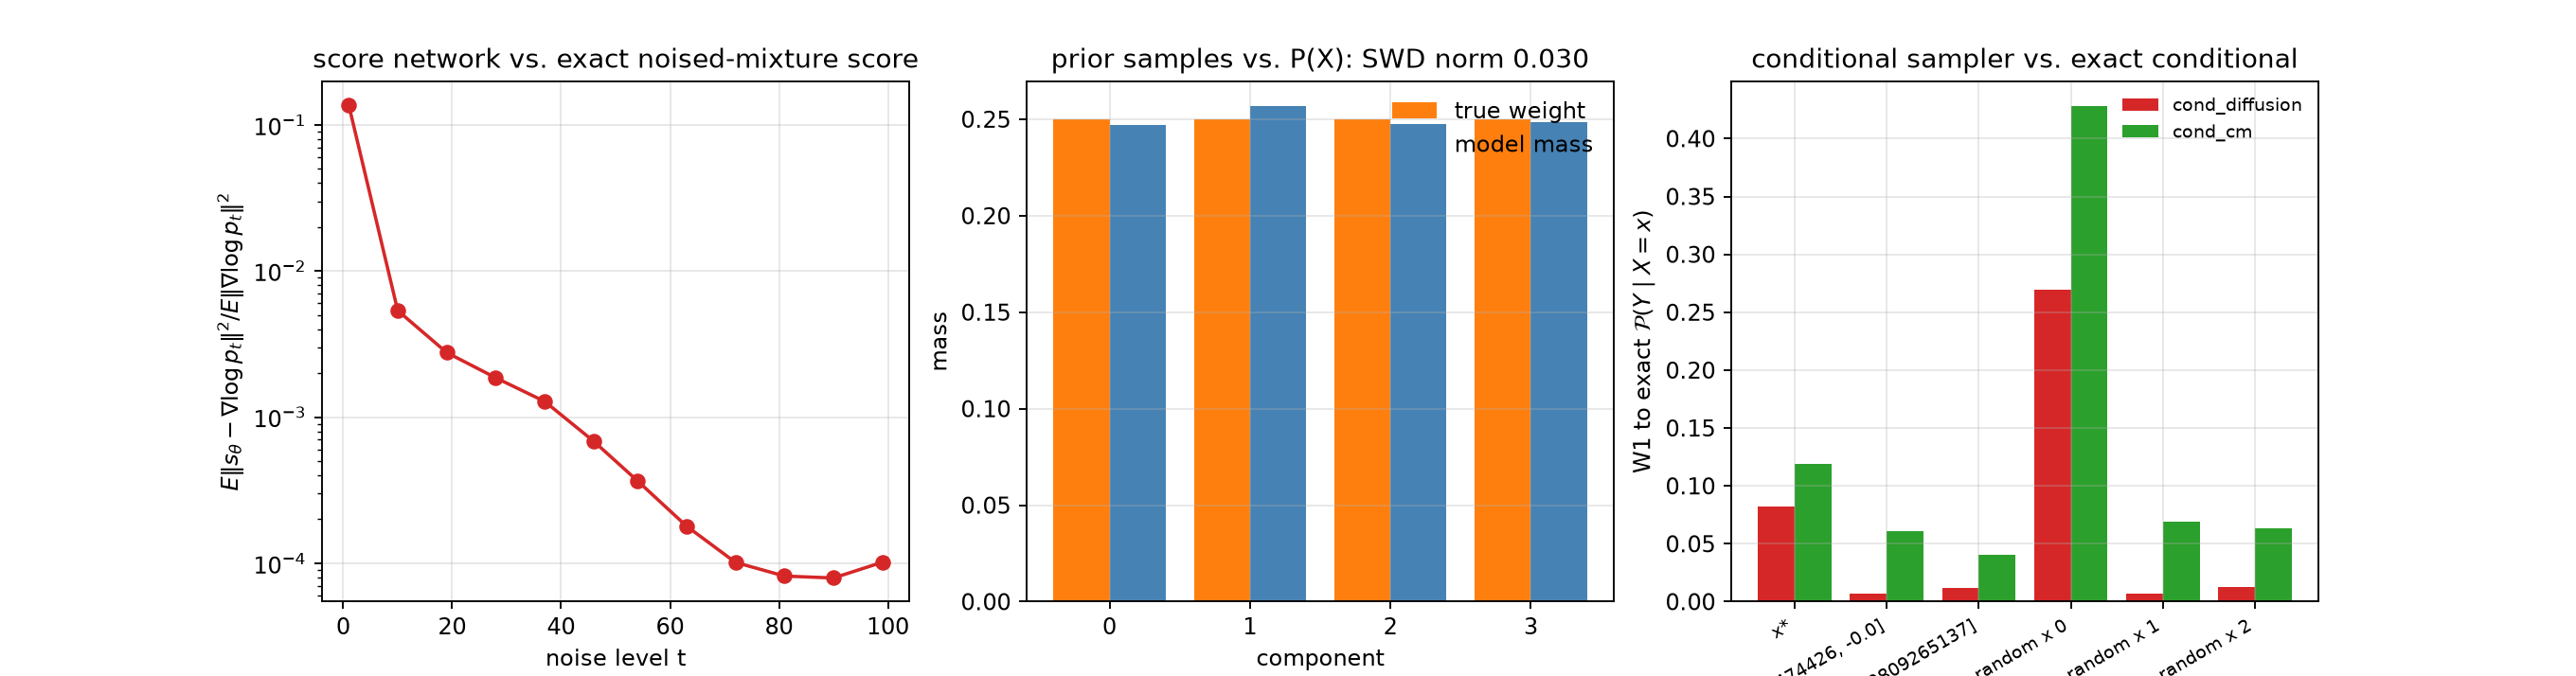 score network vs. exact noised-mixture score
E‖s_θ − ∇log p_t‖²/E‖∇log p_t‖²
10⁻¹
10⁻²
10⁻³
10⁻⁴
0 20 40 60 80 100
noise level t
prior samples vs. P(X): SWD norm 0.030
true weight
model mass
mass
0.25
0.20
0.15
0.10
0.05
0.00
0 1 2 3
component
conditional sampler vs. exact conditional
cond_diffusion
cond_cm
W1 to exact 𝒫(Y | X = x)
0.40
0.35
0.30
0.25
0.20
0.15
0.10
0.05
0.00
x*
74426, -0.0]
809265137]
random x 0
random x 1
random x 2